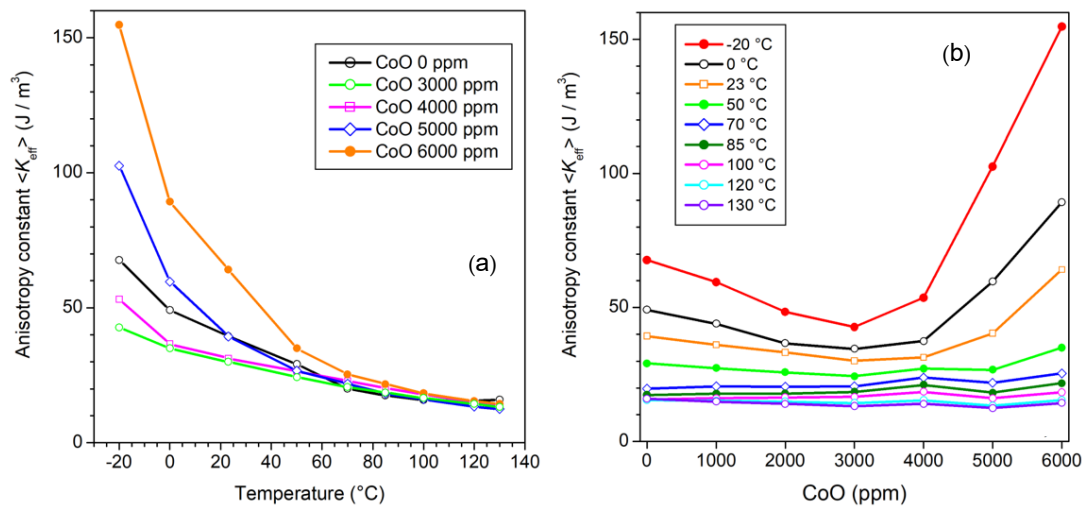 150
100
50
0
-20 0 20 40 60 80 100 120 140
Anisotropy constant <K_eff> (J / m³)
Temperature (°C)
CoO 0 ppm
CoO 3000 ppm
CoO 4000 ppm
CoO 5000 ppm
CoO 6000 ppm
(a)
150
100
50
0
0 1000 2000 3000 4000 5000 6000
Anisotropy constant <K_eff> (J / m³)
CoO (ppm)
-20 °C
0 °C
23 °C
50 °C
70 °C
85 °C
100 °C
120 °C
130 °C
(b)